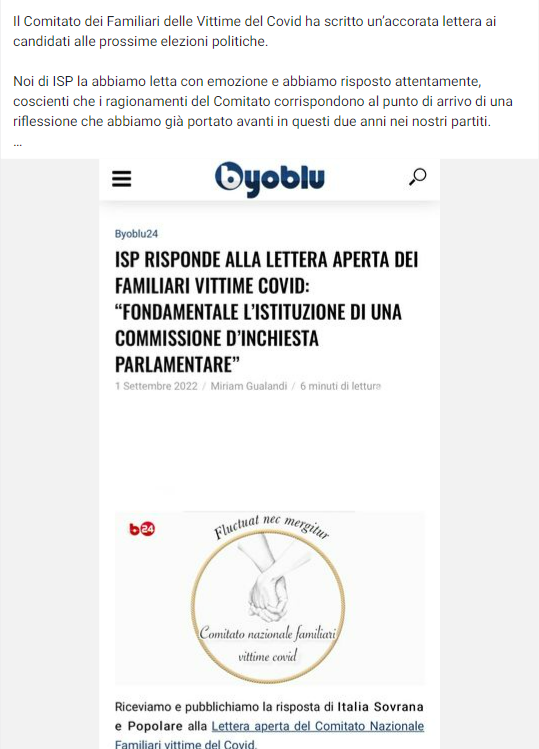 Il Comitato dei Familiari delle Vittime del Covid ha scritto un’accorata lettera ai
candidati alle prossime elezioni politiche.
Noi di ISP la abbiamo letta con emozione e abbiamo risposto attentamente,
coscienti che i ragionamenti del Comitato corrispondono al punto di arrivo di una
riflessione che abbiamo già portato avanti in questi due anni nei nostri partiti.
...
byoblu
Byoblu24
ISP RISPONDE ALLA LETTERA APERTA DEI
FAMILIARI VITTIME COVID:
“FONDAMENTALE L’ISTITUZIONE DI UNA
COMMISSIONE D’INCHIESTA
PARLAMENTARE”
1 Settembre 2022 / Miriam Gualandi / 6 minuti di lettura
b24
Fluctuat nec mergitur
Comitato nazionale familiari
vittime covid
Riceviamo e pubblichiamo la risposta di Italia Sovrana
e Popolare alla Lettera aperta del Comitato Nazionale
Familiari vittime del Covid.